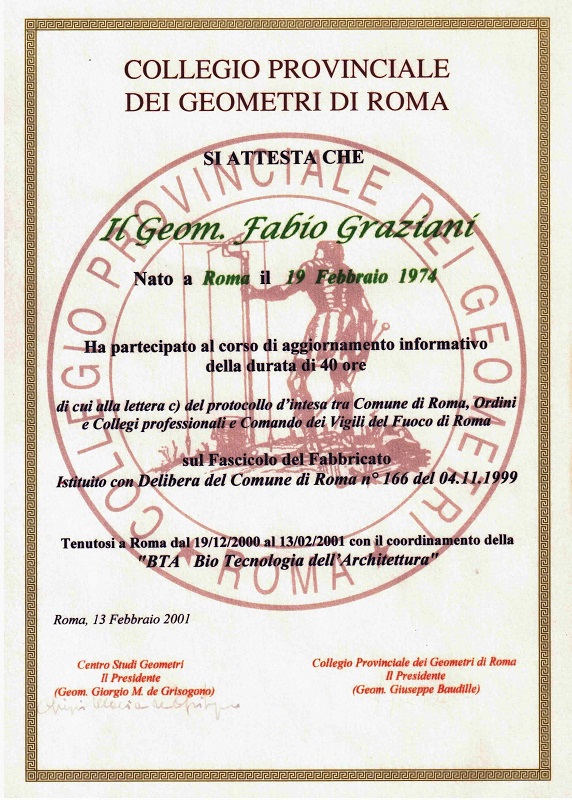 COLLEGIO PROVINCIALE
DEI GEOMETRI DI ROMA
COLLEGIO PROVINCIALE DEI GEOMETRI
ROMA
SI ATTESTA CHE
Il Geom. Fabio Graziani
Nato a Roma il 19 Febbraio 1974
Ha partecipato al corso di aggiornamento informativo
della durata di 40 ore
di cui alla lettera c) del protocollo d'intesa tra Comune di Roma, Ordini
e Collegi professionali e Comando dei Vigili del Fuoco di Roma
sul Fascicolo del Fabbricato
Istituito con Delibera del Comune di Roma n° 166 del 04.11.1999
Tenutosi a Roma dal 19/12/2000 al 13/02/2001 con il coordinamento della
"BTA Bio Tecnologia dell'Architettura"
Roma, 13 Febbraio 2001
Centro Studi Geometri
Il Presidente
(Geom. Giorgio M. de Grisogono)
Collegio Provinciale dei Geometri di Roma
Il Presidente
(Geom. Giuseppe Baudille)